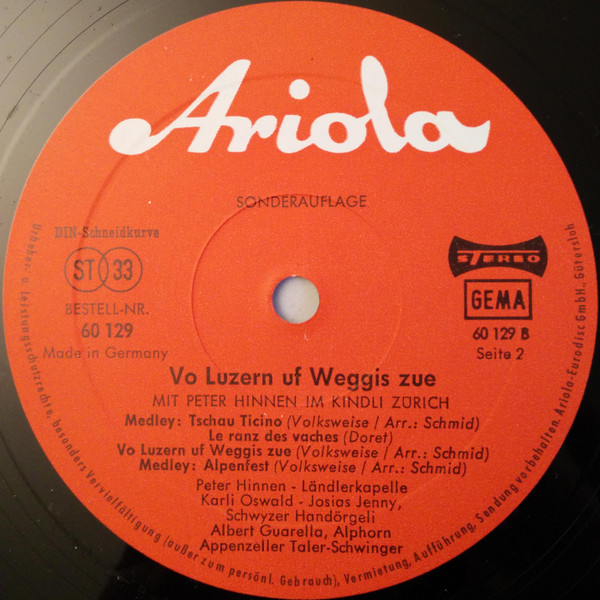 Ariola
SONDERAUFLAGE
DIN-Schneidkurve
ST 33
BESTELL-NR.
60 129
Made in Germany
STEREO
GEMA
60 129 B
Seite 2
Vo Luzern uf Weggis zue
MIT PETER HINNEN IM KINDLI ZÜRICH
Medley: Tschau Ticino (Volksweise / Arr.: Schmid)
Le ranz des vaches (Doret)
Vo Luzern uf Weggis zue (Volksweise / Arr.: Schmid)
Medley: Alpenfest (Volksweise / Arr.: Schmid)
Peter Hinnen - Ländlerkapelle
Karli Oswald - Josias Jenny,
Schwyzer Handörgeli
Albert Guarella, Alphorn
Appenzeller Taler-Schwinger
Urheber- u. Leistungsschutzrechte, besonders Vervielfältigung (außer zum persönl. Gebrauch), Vermietung, Aufführung, Sendung vorbehalten. Ariola-Eurodisc GmbH., Gütersloh